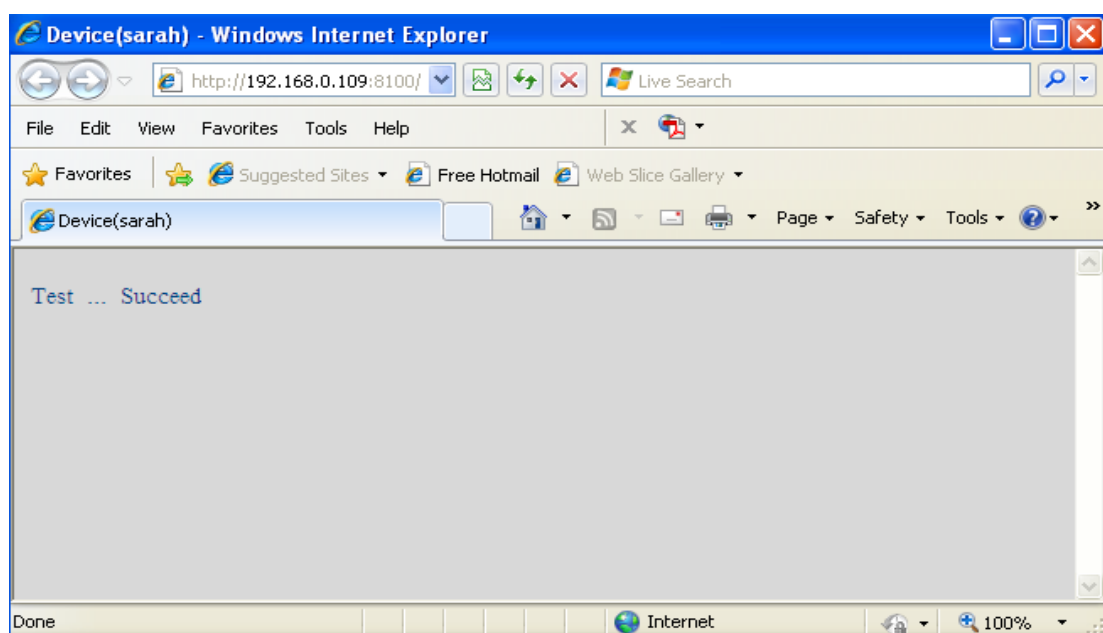 Device(sarah) - Windows Internet Explorer
http://192.168.0.109:8100/ Live Search
File Edit View Favorites Tools Help x
Favorites Suggested Sites Free Hotmail Web Slice Gallery
Device(sarah) Page Safety Tools »
Test ... Succeed
Done Internet 100%